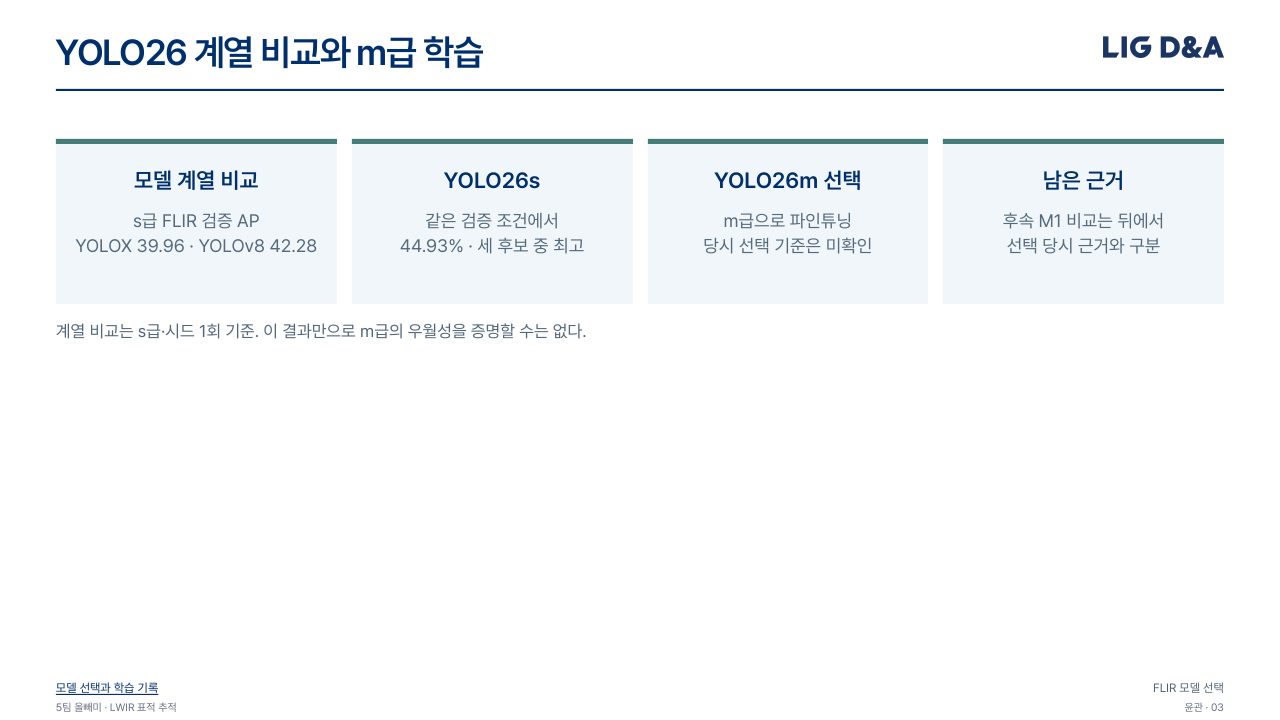 YOLO26 계열 비교와 m급 학습
LIG D&A
모델 계열 비교
s급 FLIR 검증 AP
YOLOX 39.96 · YOLOv8 42.28
YOLO26s
같은 검증 조건에서
44.93% · 세 후보 중 최고
YOLO26m 선택
m급으로 파인튜닝
당시 선택 기준은 미확인
남은 근거
후속 M1 비교는 뒤에서
선택 당시 근거와 구분
계열 비교는 s급·시드 1회 기준. 이 결과만으로 m급의 우월성을 증명할 수는 없다.
모델 선택과 학습 기록
5팀 올빼미 · LWIR 표적 추적
FLIR 모델 선택
윤관 · 03